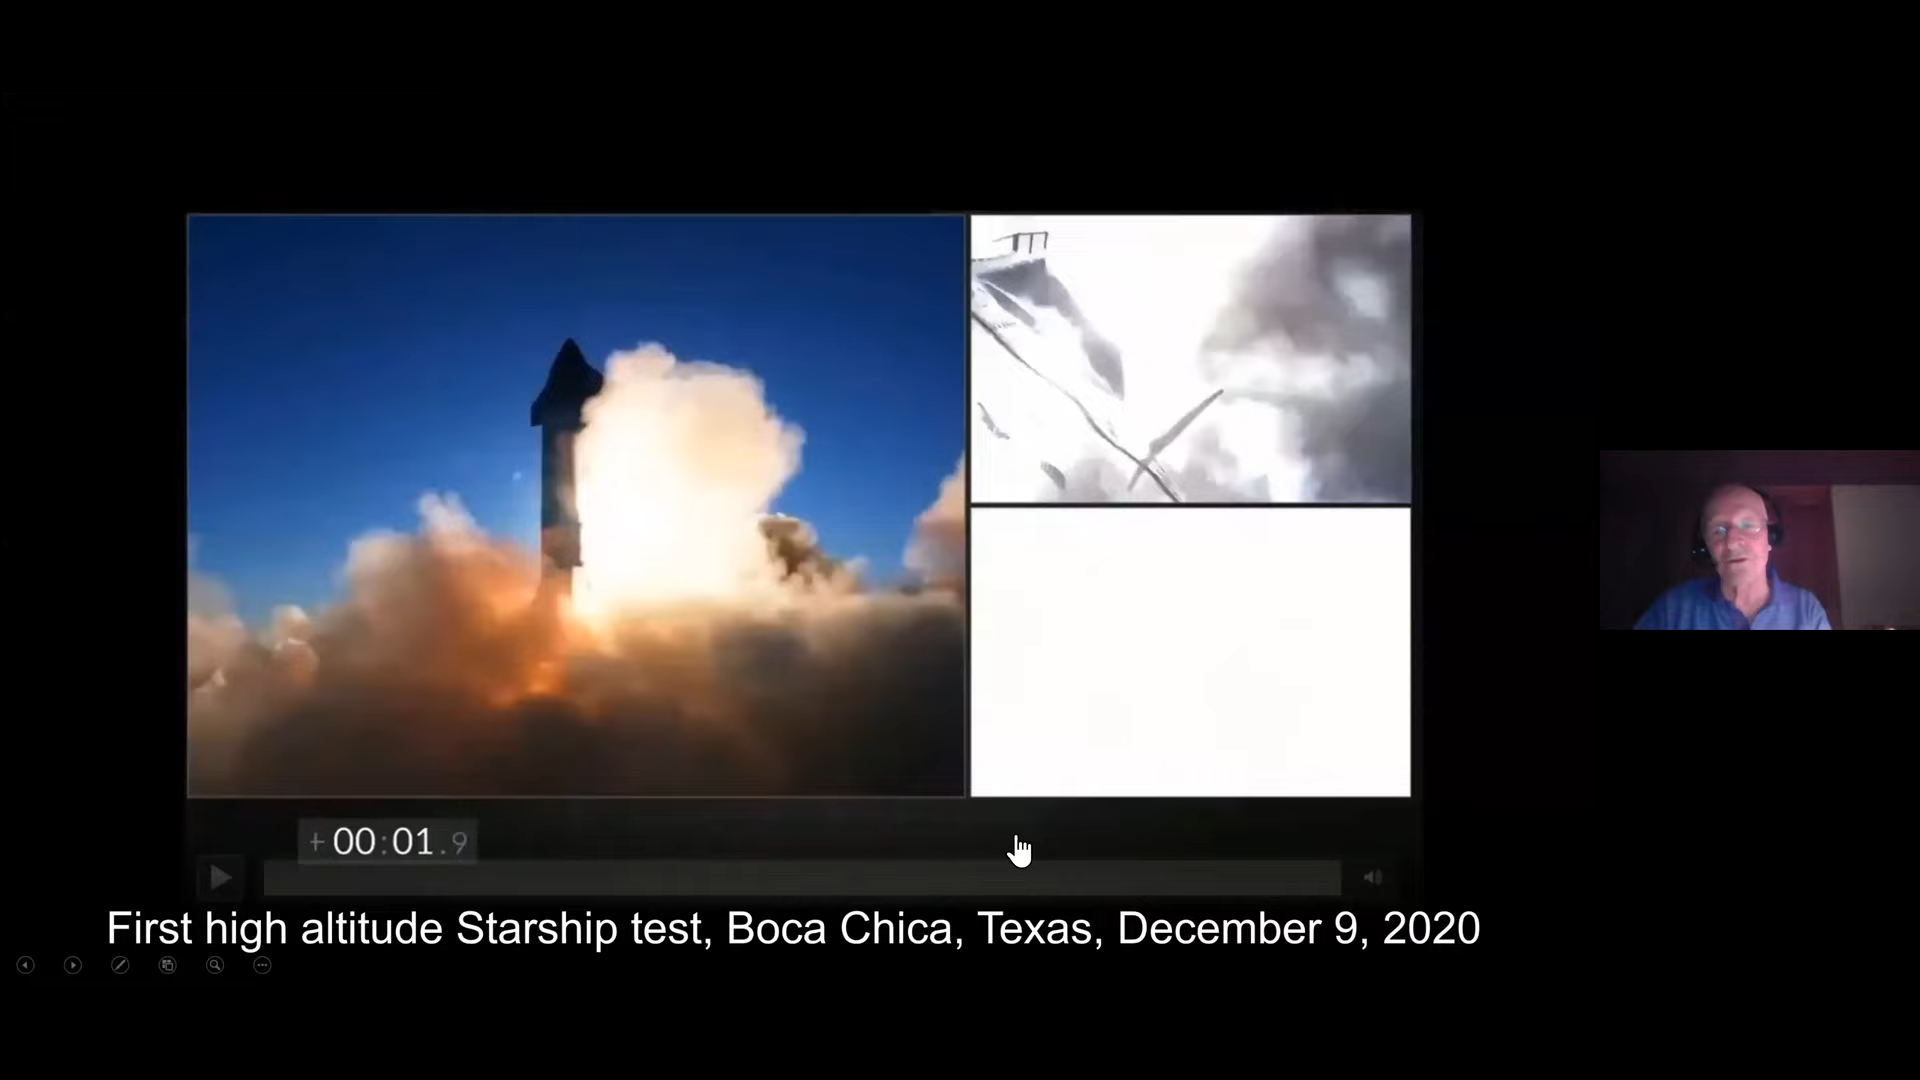 +00:01.9
First high altitude Starship test, Boca Chica, Texas, December 9, 2020